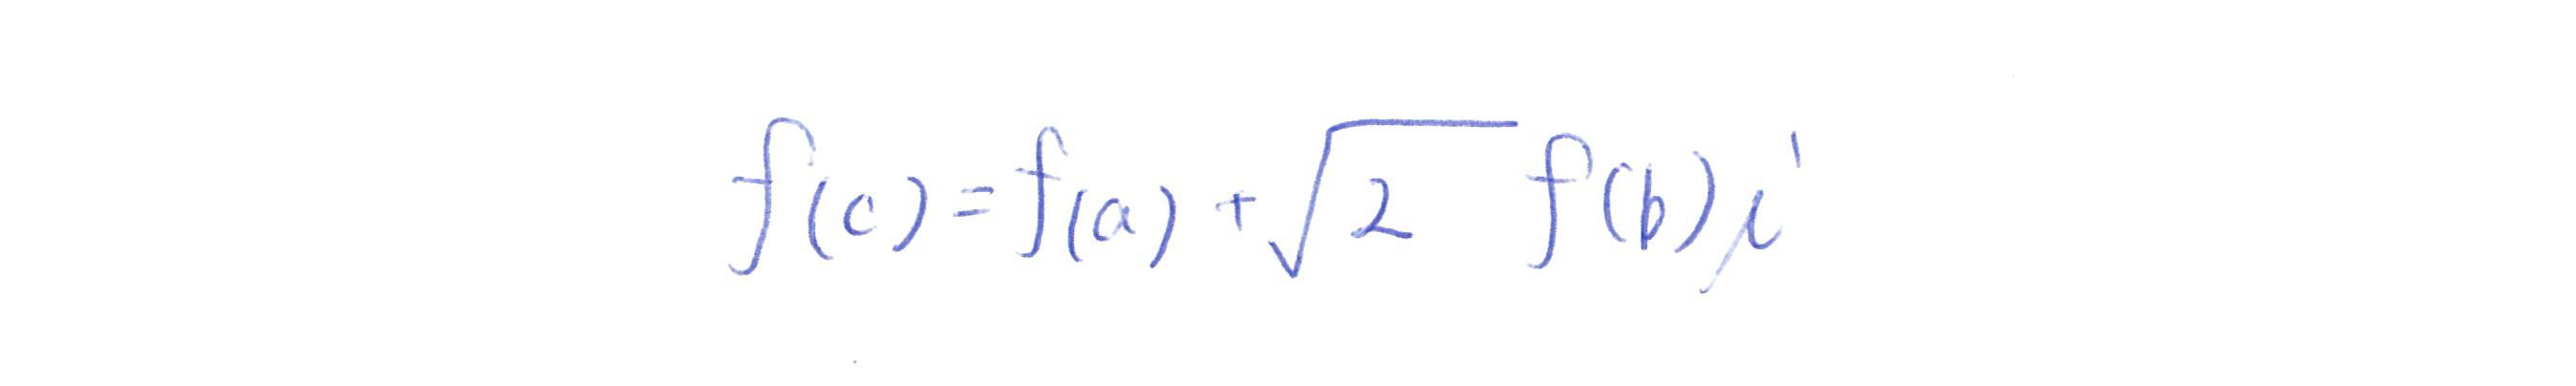 f(c) = f(a) + √2 f(b)i